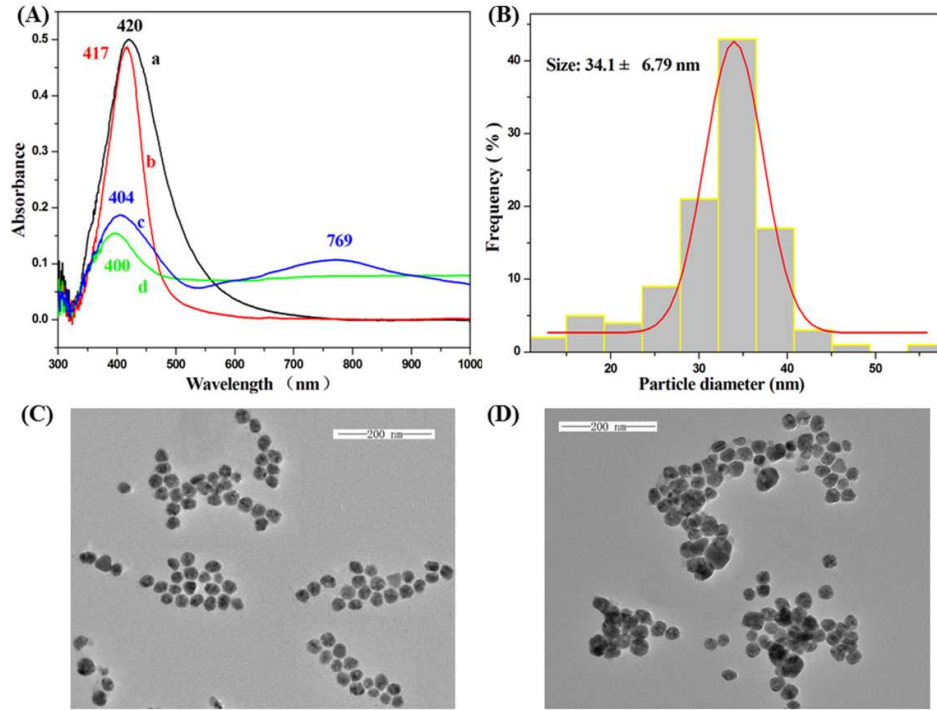 (A)
420
417
a
b
404
c
400
d
769
0.5
0.4
0.3
0.2
0.1
0.0
Absorbance
300 400 500 600 700 800 900 1000
Wavelength (nm)
(B)
Size: 34.1 ± 6.79 nm
40
30
20
10
0
Frequency ( % )
20 30 40 50
Particle diameter (nm)
(C)
200 nm
(D)
200 nm